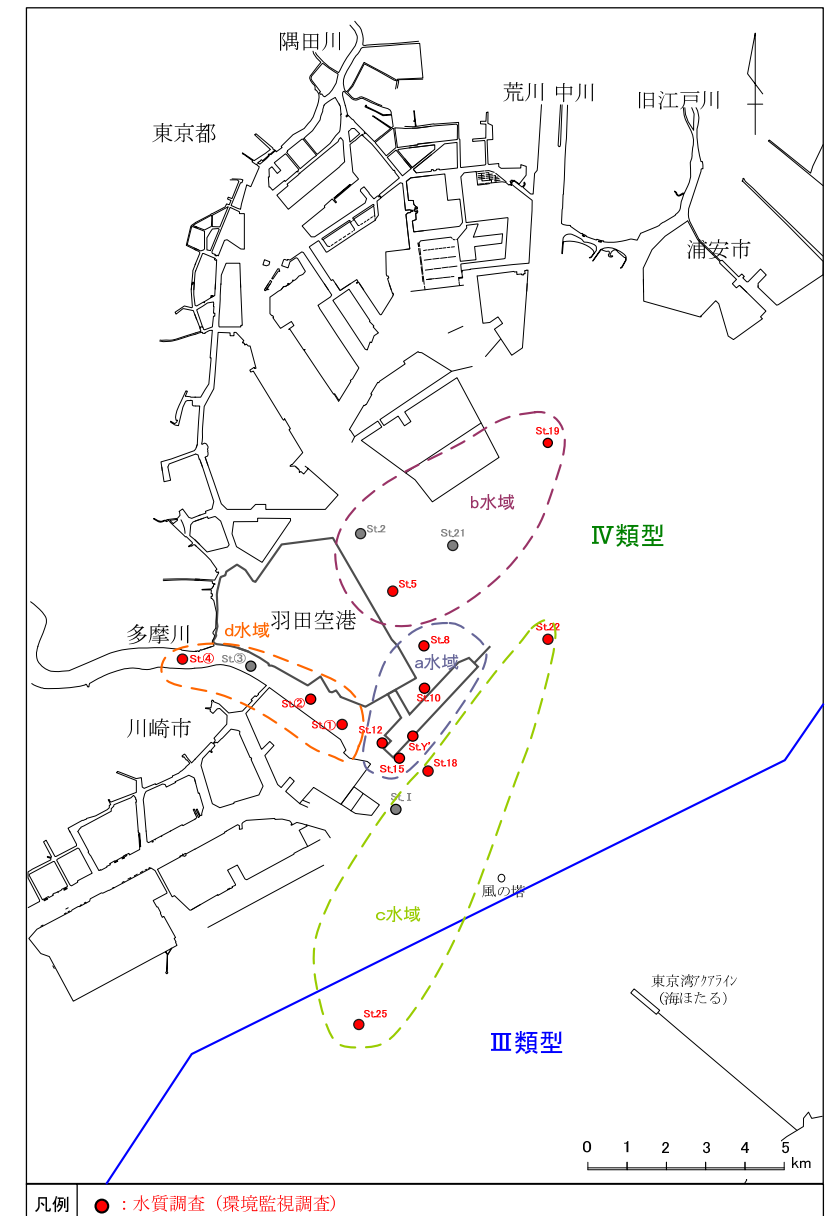 隅田川
荒川 中川
旧江戸川
東京都
浦安市
St.19
b水域
St.2
St.21
Ⅳ類型
St.5
羽田空港
多摩川
d水域
St.22
St.8
St.④
St.③
a水域
St.10
St.②
川崎市
St.①
St.12
St.Y'
St.15
St.18
St.I
風の塔
c水域
東京湾アクアライン
(海ほたる)
St.25
Ⅲ類型
0 1 2 3 4 5
km
凡例
：水質調査（環境監視調査）